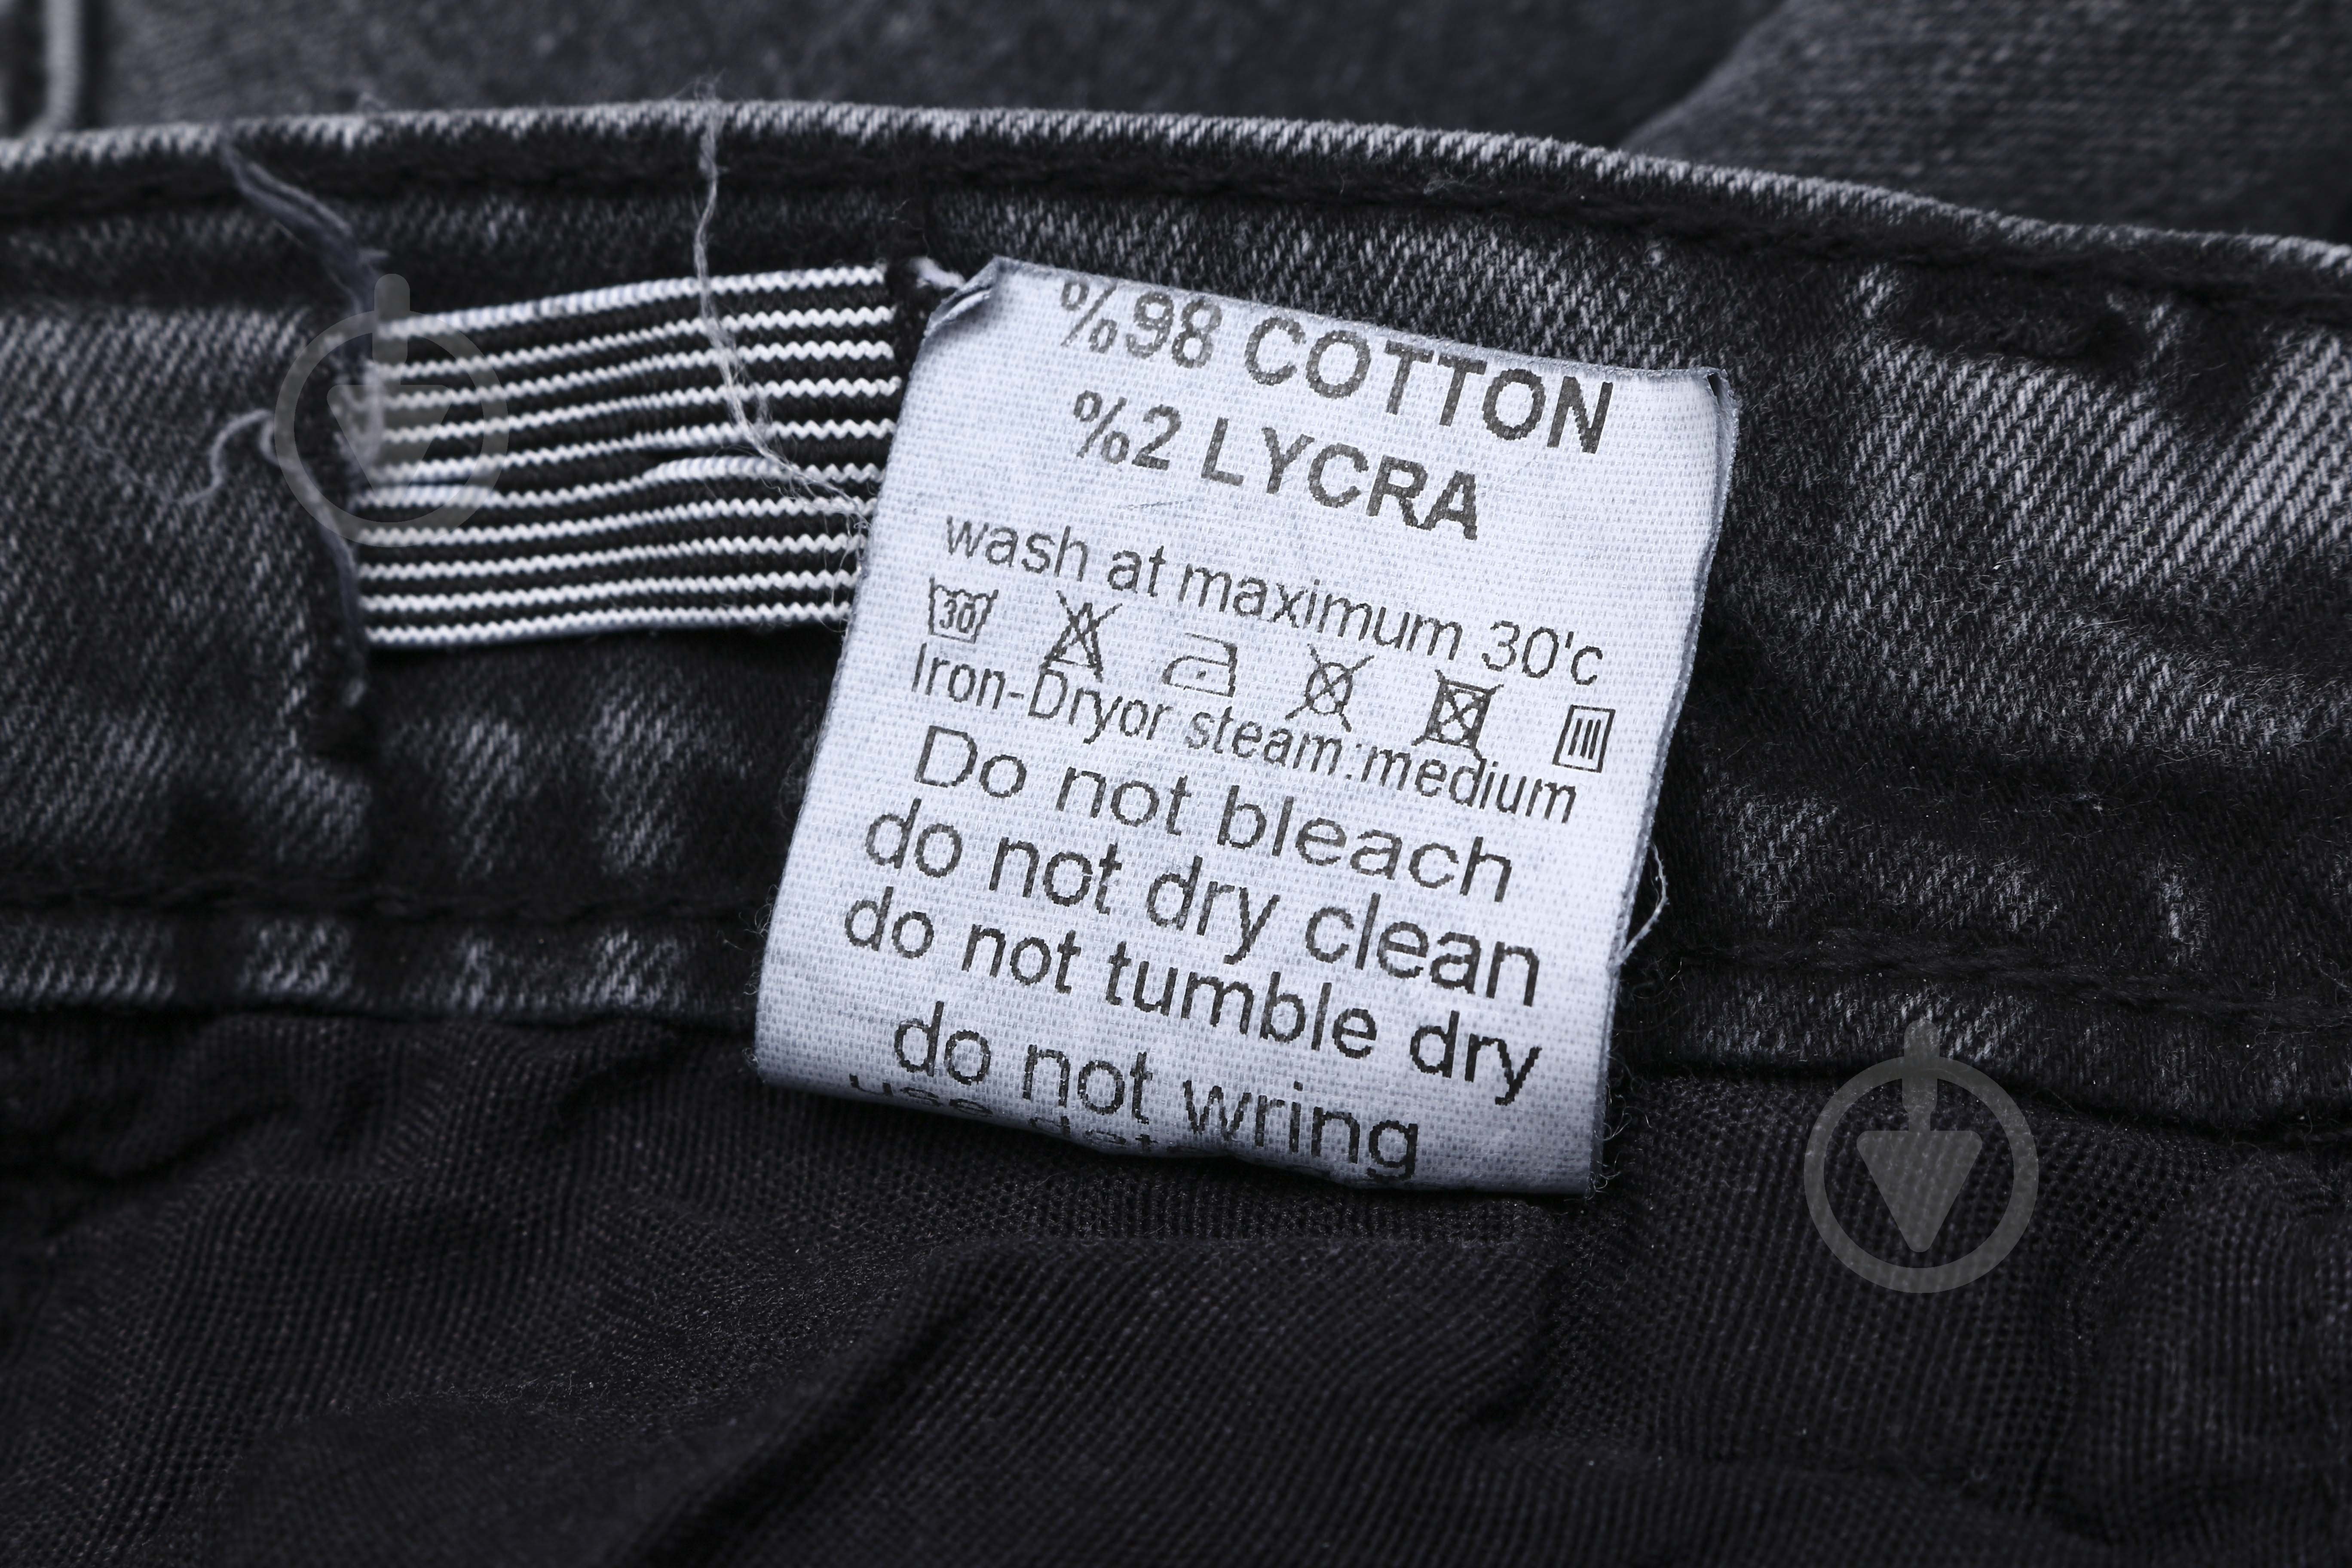 %98 COTTON
%2 LYCRA
wash at maximum 30'c
30
Iron-Dryor steam:medium
Do not bleach
do not dry clean
do not tumble dry
do not wring
use